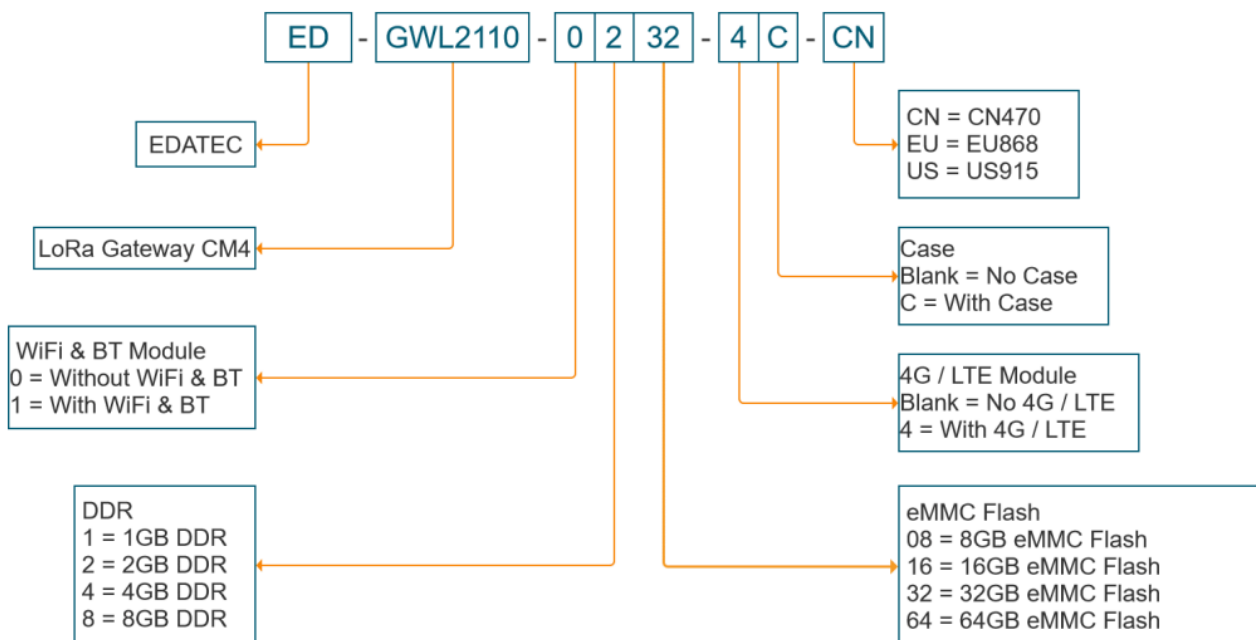 ED - GWL2110 - 0 2 32 - 4 C - CN
EDATEC
LoRa Gateway CM4
WiFi & BT Module
0 = Without WiFi & BT
1 = With WiFi & BT
DDR
1 = 1GB DDR
2 = 2GB DDR
4 = 4GB DDR
8 = 8GB DDR
CN = CN470
EU = EU868
US = US915
Case
Blank = No Case
C = With Case
4G / LTE Module
Blank = No 4G / LTE
4 = With 4G / LTE
eMMC Flash
08 = 8GB eMMC Flash
16 = 16GB eMMC Flash
32 = 32GB eMMC Flash
64 = 64GB eMMC Flash